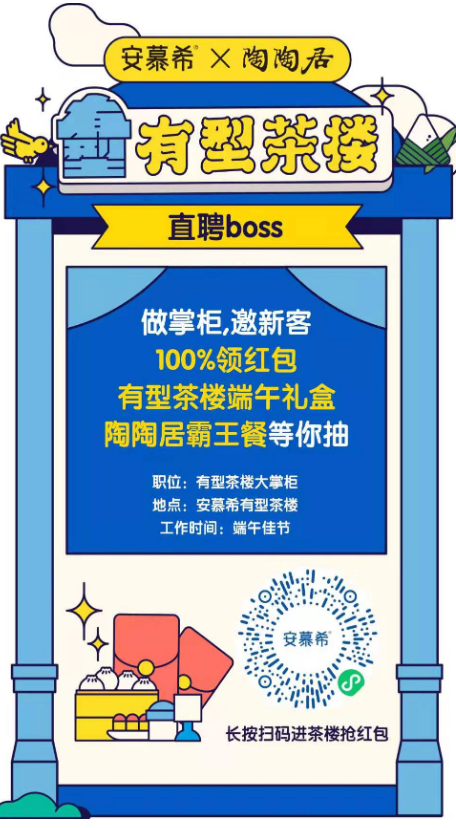 安慕希® × 陶陶居
有型茶楼
直聘boss
做掌柜,邀新客
100%领红包
有型茶楼端午礼盒
陶陶居霸王餐等你抽
职位：有型茶楼大掌柜
地点：安慕希有型茶楼
工作时间：端午佳节
安慕希®
长按扫码进茶楼抢红包